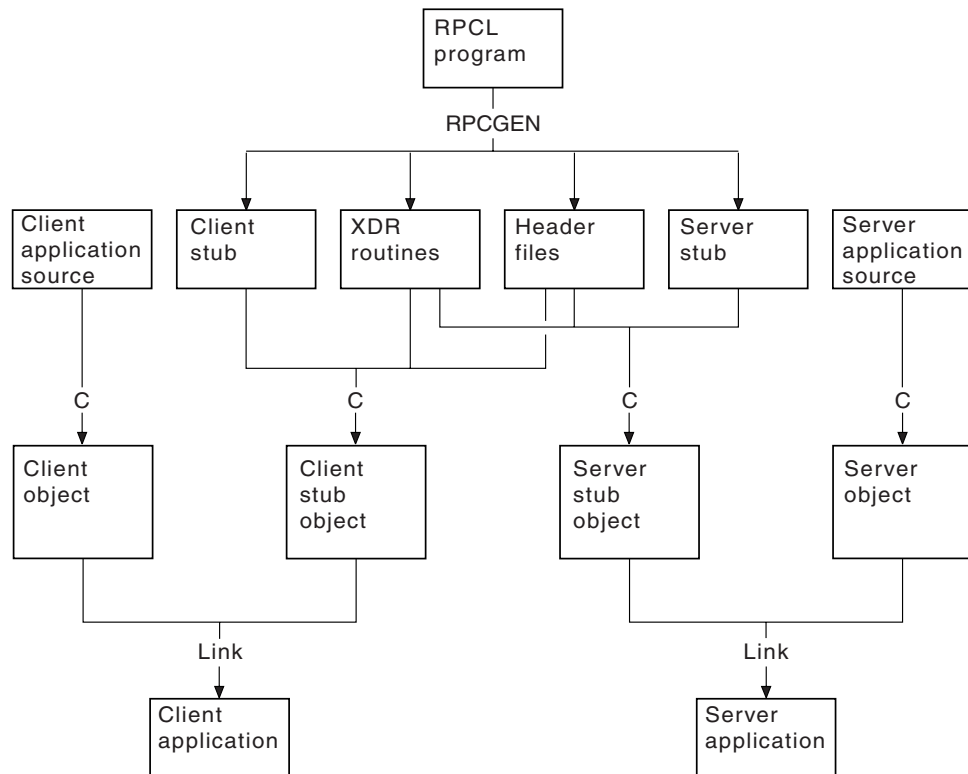 RPCL
program
RPCGEN
Client
application
source
Client
stub
XDR
routines
Header
files
Server
stub
Server
application
source
C
C
C
C
Client
object
Client
stub
object
Server
stub
object
Server
object
Link
Link
Client
application
Server
application